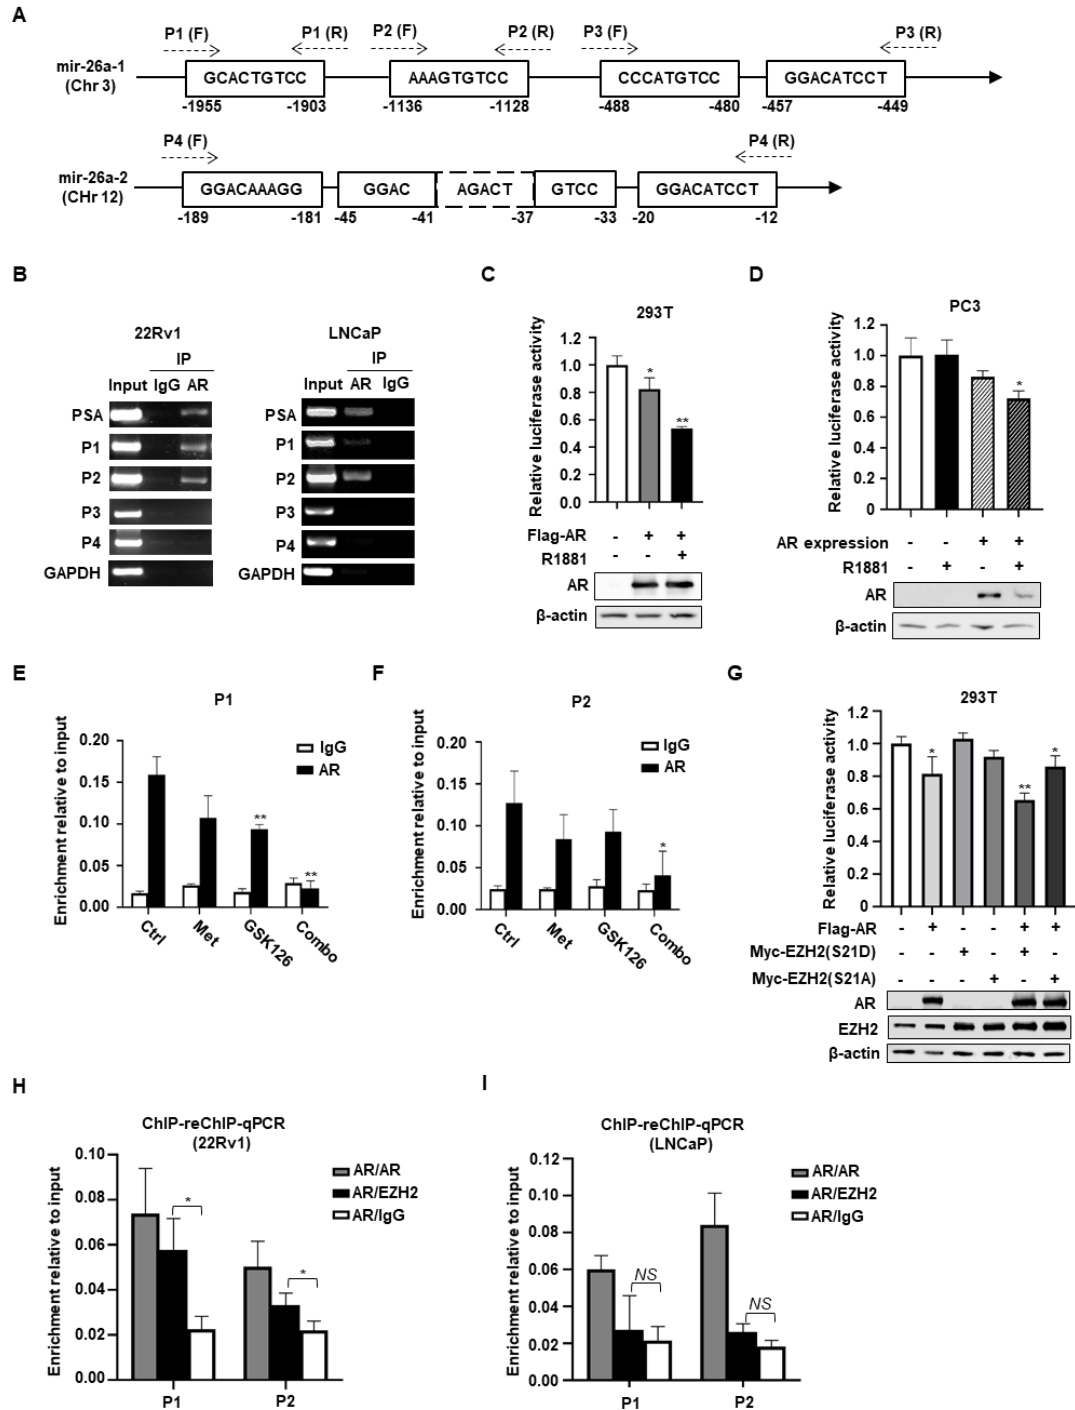 A
P1 (F) P1 (R) P2 (F) P2 (R) P3 (F) P3 (R)
mir-26a-1
(Chr 3)
GCACTGTCC AAAGTGTCC CCCATGTCC GGACATCCT
-1955 -1903 -1136 -1128 -488 -480 -457 -449
P4 (F) P4 (R)
mir-26a-2
(CHr 12)
GGACAAAGG GGAC AGACT GTCC GGACATCCT
-189 -181 -45 -41 -37 -33 -20 -12
B
22Rv1
IP
Input IgG AR
PSA
P1
P2
P3
P4
GAPDH
LNCaP
IP
Input AR IgG
PSA
P1
P2
P3
P4
GAPDH
C
293T
Relative luciferase activity
1.2
1.0
0.8
0.6
0.4
0.2
0.0
* **
Flag-AR - + +
R1881 - - +
AR
β-actin
D
PC3
Relative luciferase activity
1.2
1.0
0.8
0.6
0.4
0.2
0
*
AR expression - - + +
R1881 - + - +
AR
β-actin
E
P1
Enrichment relative to input
0.20
0.15
0.10
0.05
0.00
IgG
AR
** **
Ctrl Met GSK126 Combo
F
P2
Enrichment relative to input
0.20
0.15
0.10
0.05
0.00
IgG
AR
*
Ctrl Met GSK126 Combo
G
293T
Relative luciferase activity
1.2
1.0
0.8
0.6
0.4
0.2
0.0
* ** *
Flag-AR - + - - + +
Myc-EZH2(S21D) - - + - + -
Myc-EZH2(S21A) - - - + - +
AR
EZH2
β-actin
H
ChIP-reChIP-qPCR
(22Rv1)
Enrichment relative to input
0.10
0.08
0.06
0.04
0.02
0.00
AR/AR
AR/EZH2
AR/IgG
* *
P1 P2
I
ChIP-reChIP-qPCR
(LNCaP)
Enrichment relative to input
0.12
0.10
0.08
0.06
0.04
0.02
0.00
AR/AR
AR/EZH2
AR/IgG
NS NS
P1 P2